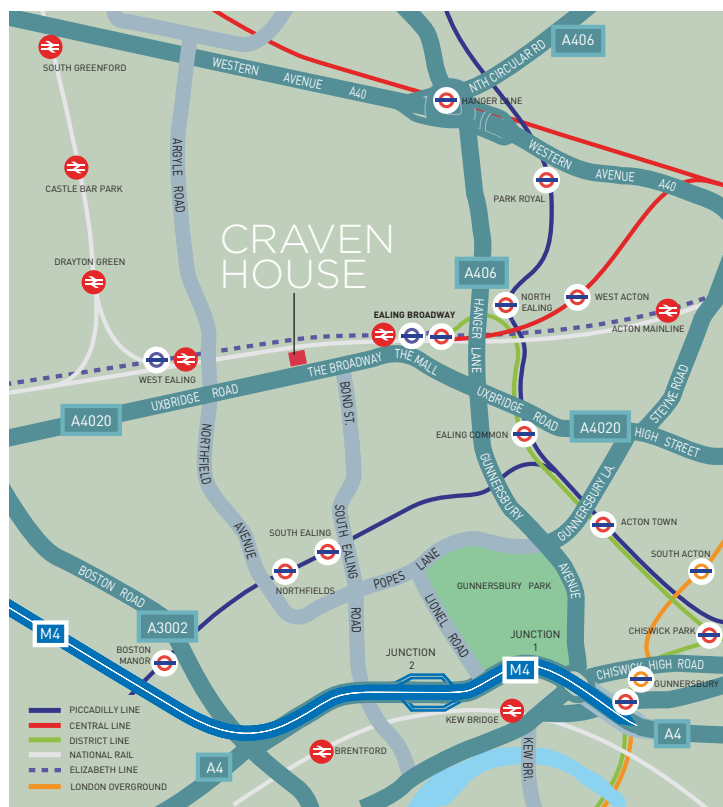 A406
NTH CIRCULAR RD
SOUTH GREENFORD
WESTERN AVENUE A40
HANGER LANE
WESTERN AVENUE A40
ARGYLE ROAD
CASTLE BAR PARK
PARK ROYAL
CRAVEN
HOUSE
DRAYTON GREEN
A406
NORTH
EALING
WEST ACTON
EALING BROADWAY
ACTON MAINLINE
HANGER LANE
WEST EALING
THE BROADWAY
THE MALL
UXBRIDGE ROAD
BOND ST.
UXBRIDGE ROAD
STEYNE ROAD
A4020
A4020
HIGH STREET
EALING COMMON
NORTHFIELD
AVENUE
GUNNERSBURY
AVENUE
GUNNERSBURY LA.
ACTON TOWN
SOUTH EALING
SOUTH EALING
ROAD
SOUTH ACTON
BOSTON ROAD
NORTHFIELDS
POPES LANE
GUNNERSBURY PARK
LIONEL ROAD
M4
A3002
CHISWICK PARK
BOSTON
MANOR
JUNCTION
2
JUNCTION
1
M4
CHISWICK HIGH ROAD
GUNNERSBURY
PICCADILLY LINE
CENTRAL LINE
DISTRICT LINE
NATIONAL RAIL
ELIZABETH LINE
LONDON OVERGROUND
KEW BRIDGE
A4
A4
BRENTFORD
KEW BRI.